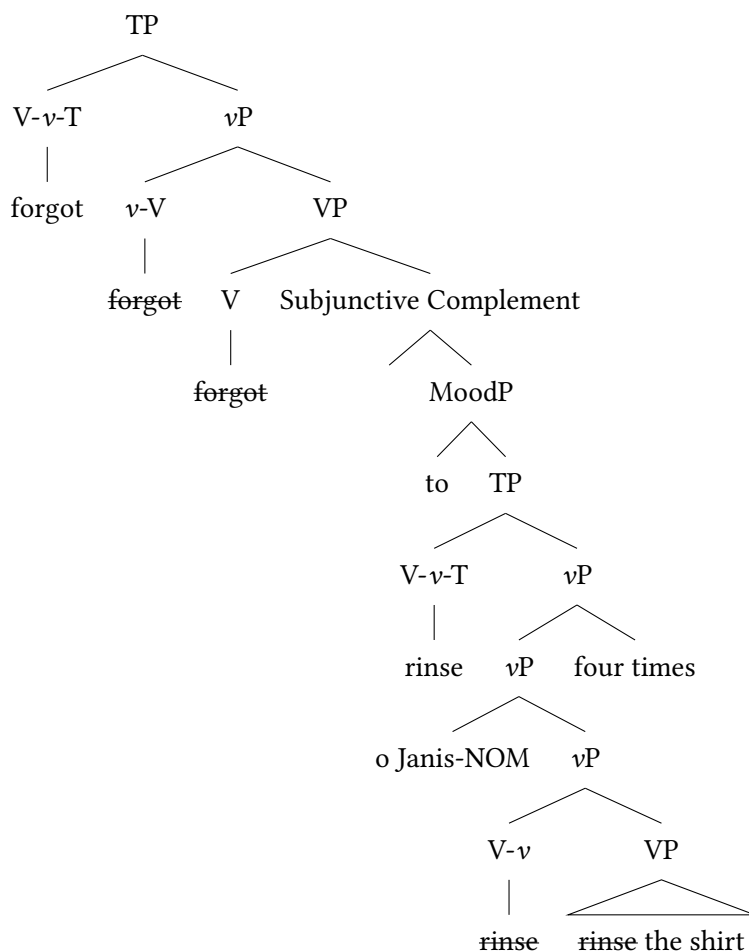 TP
V-v-T vP
forgot v-V VP
forgot V Subjunctive Complement
forgot MoodP
to TP
V-v-T vP
rinse vP four times
o Janis-NOM vP
V-v VP
rinse rinse the shirt